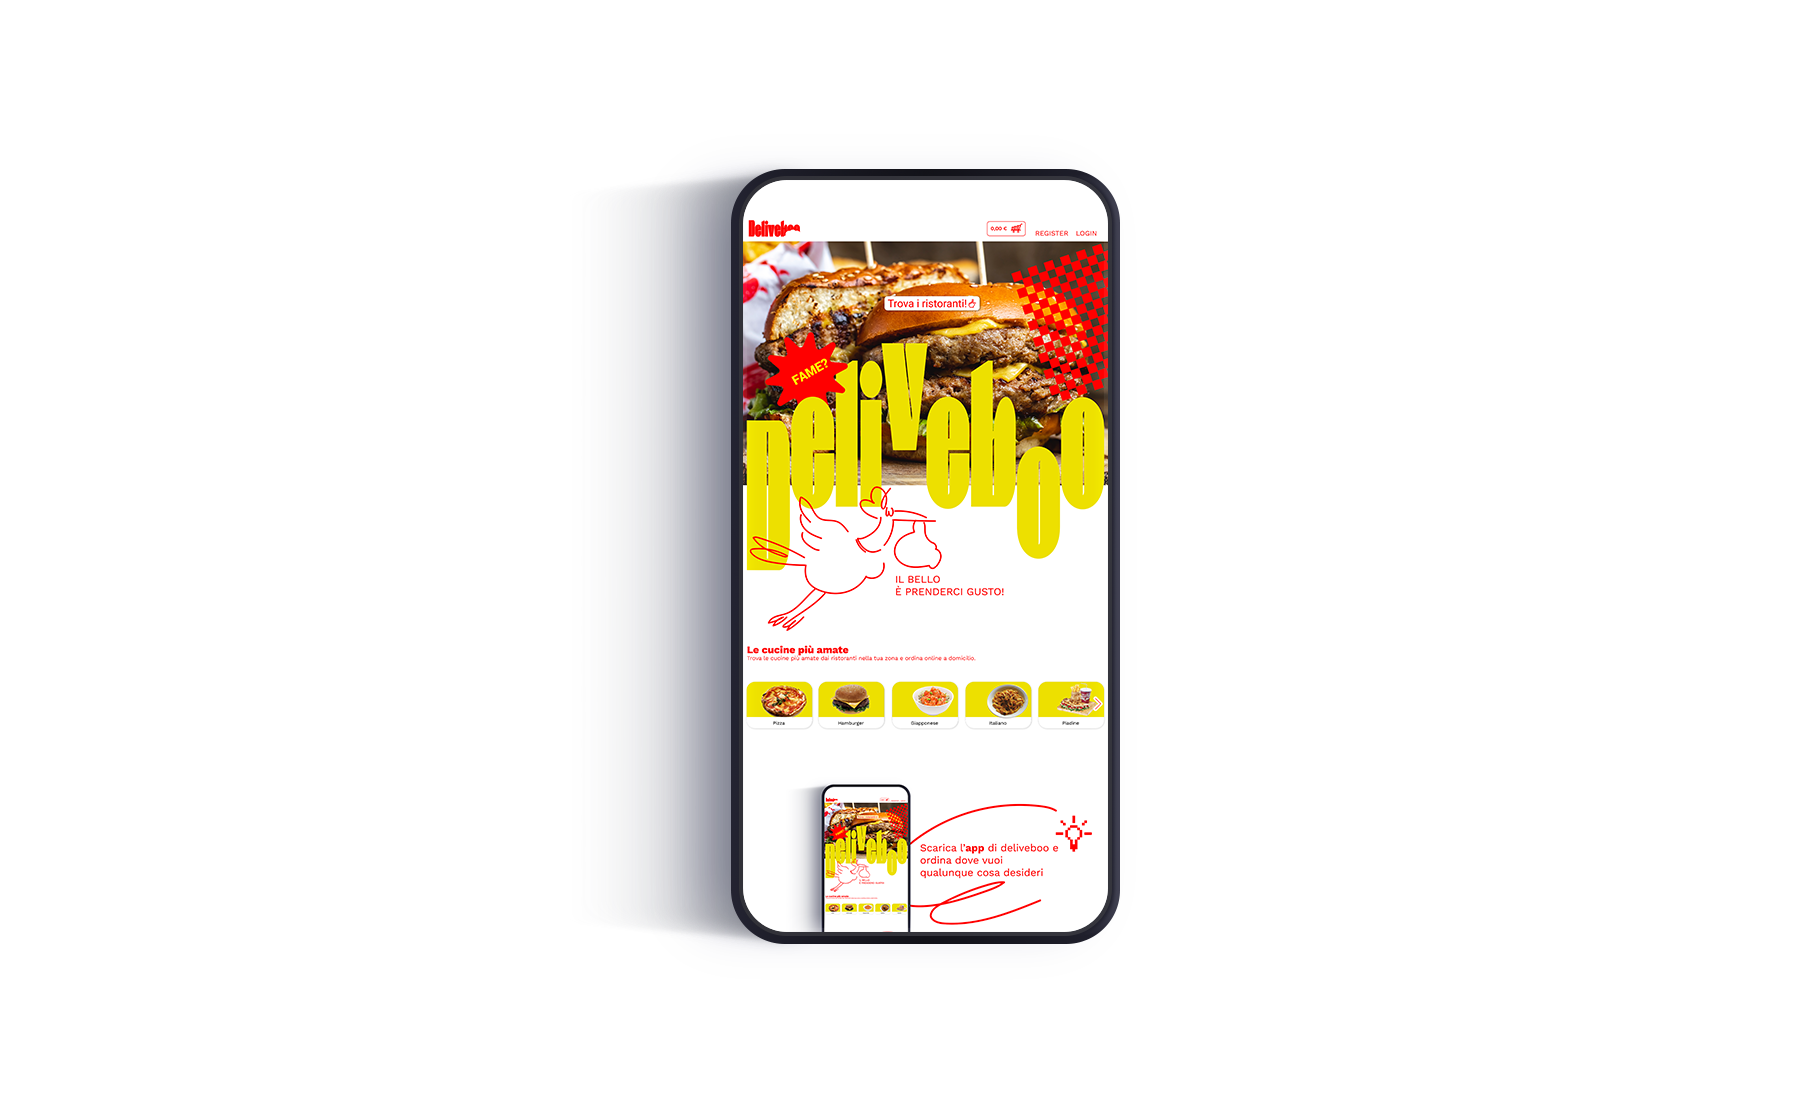 Deliveboo
0,00 €
REGISTER LOGIN
Trova i ristoranti!
FAME?
Deliveboo
IL BELLO
È PRENDERCI GUSTO!
Le cucine più amate
Trova le cucine più amate dai ristoranti nella tua zona e ordina online a domicilio.
Pizza Hamburger Giapponese Italiano Piadine
Deliveboo
Scarica l'app di deliveboo e
ordina dove vuoi
qualunque cosa desideri